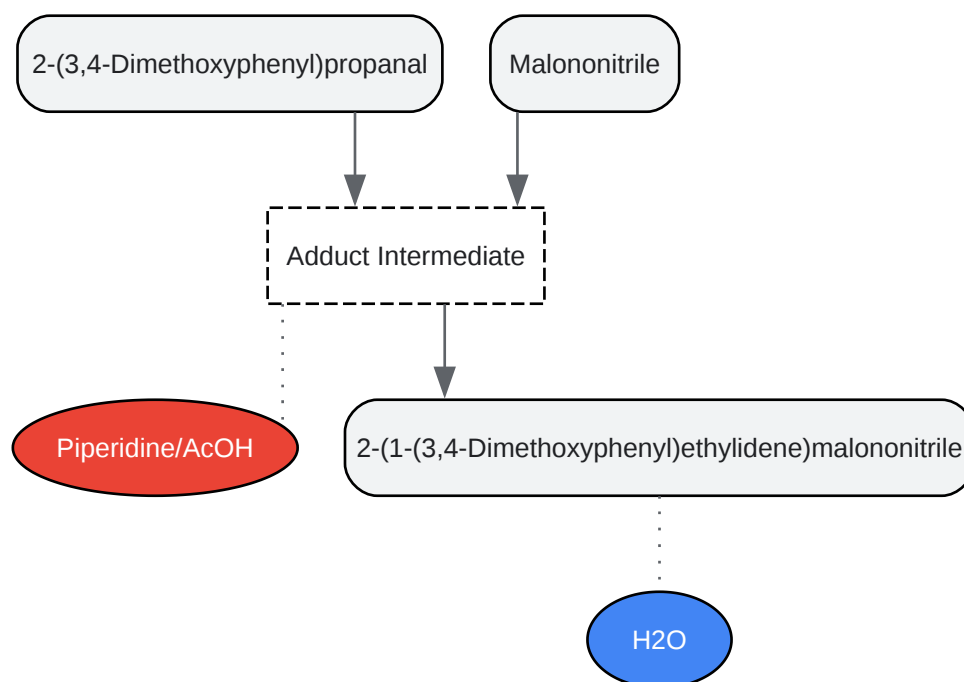 2-(3,4-Dimethoxyphenyl)propanal
Malononitrile
Adduct Intermediate
Piperidine/AcOH
2-(1-(3,4-Dimethoxyphenyl)ethylidene)malononitrile
H2O